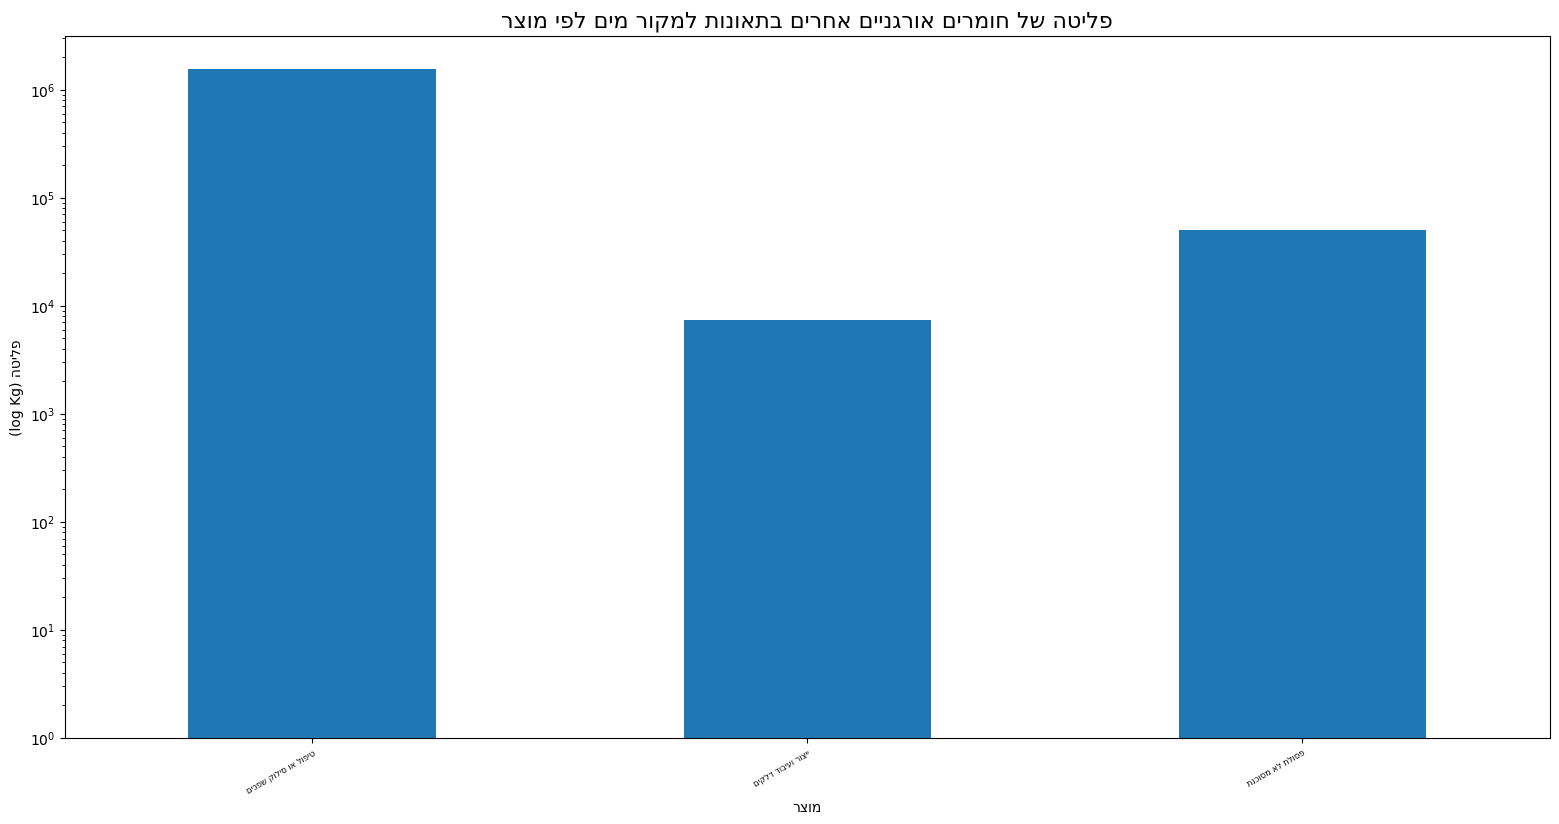 פליטה של חומרים אורגניים אחרים בתאונות למקור מים לפי מוצר
פליטה (log Kg)
10⁶
10⁵
10⁴
10³
10²
10¹
10⁰
טיפול או סילוק שפכים
ייצור ועיבוד דלקים
פסולת לא מסוכנת
מוצר